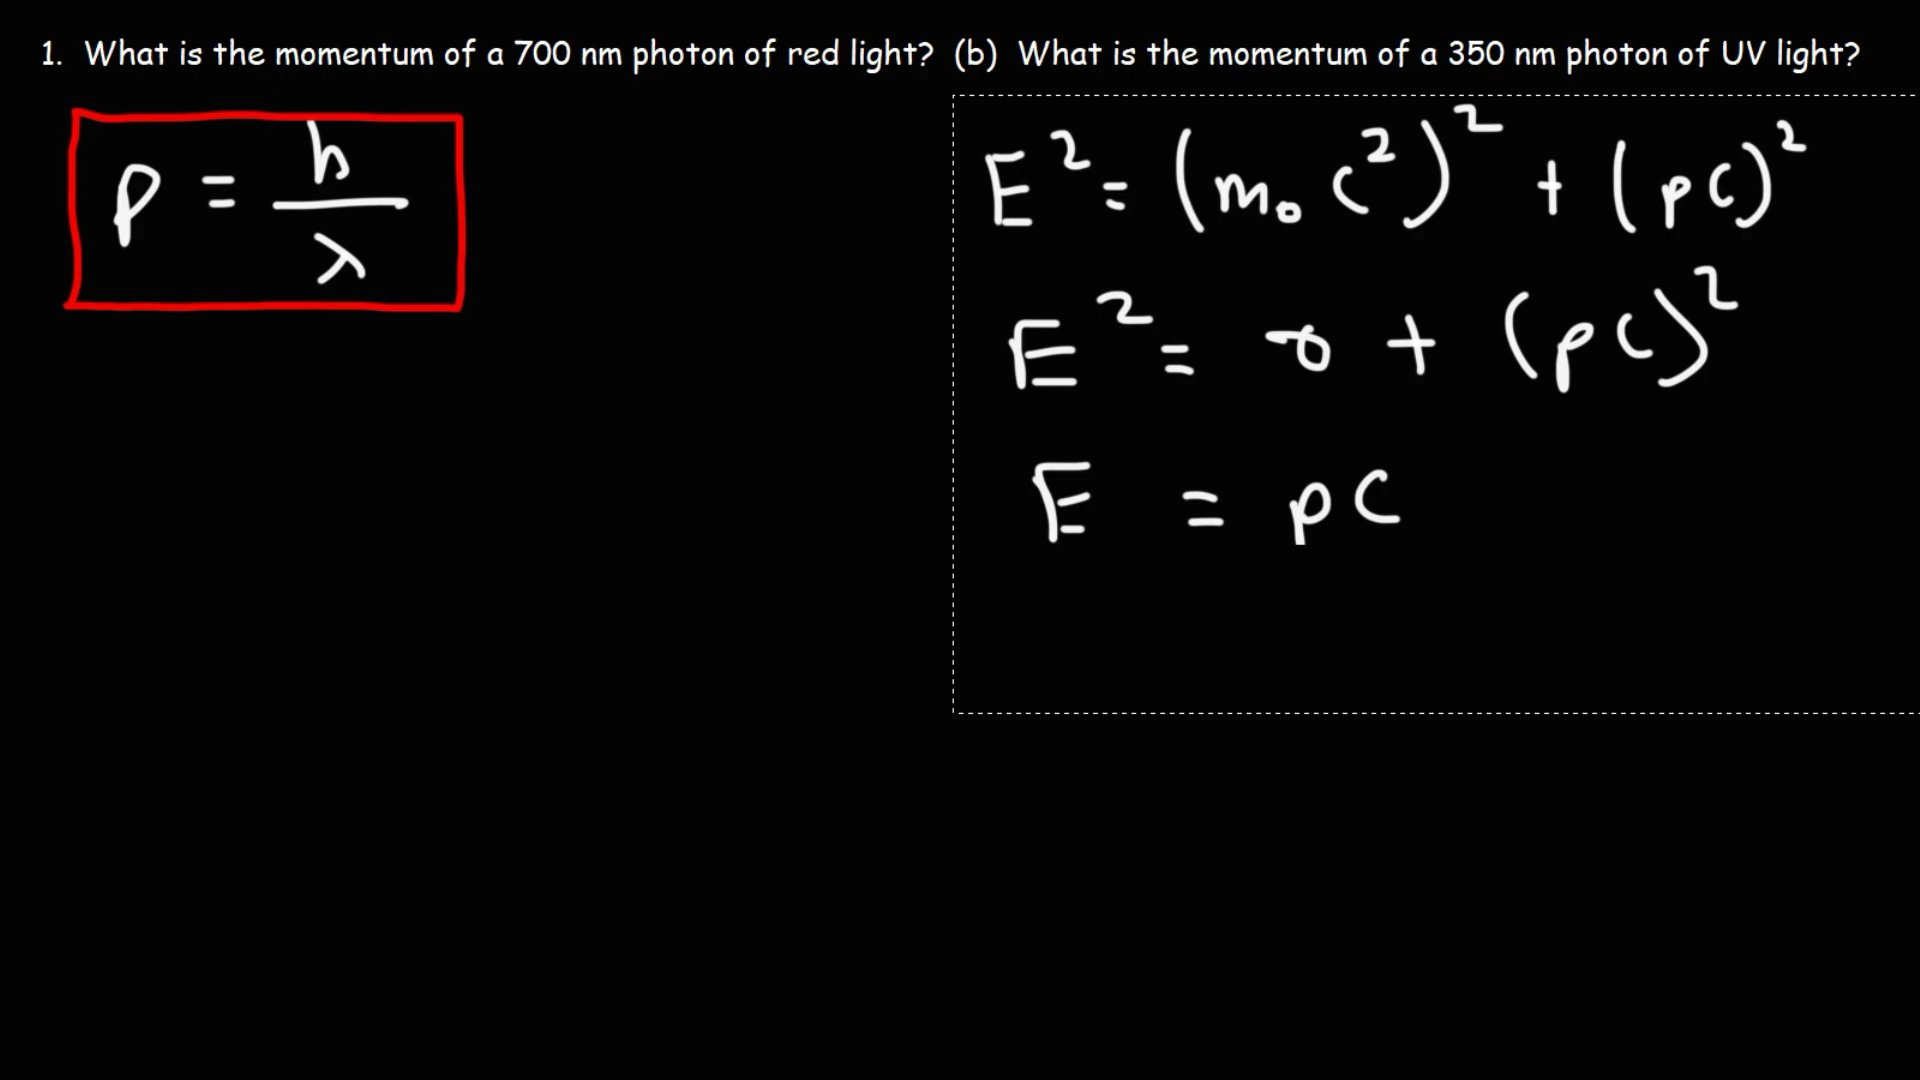 1. What is the momentum of a 700 nm photon of red light? (b) What is the momentum of a 350 nm photon of UV light?
p = h/λ
E² = (m₀c²)² + (pc)²
E² = 0 + (pc)²
E = pc